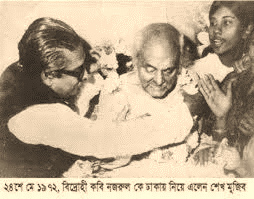 ২৪শে মে ১৯৭২, বিদ্রোহী কবি নজরুল কে ঢাকায় নিয়ে এলেন শেখ মুজিব